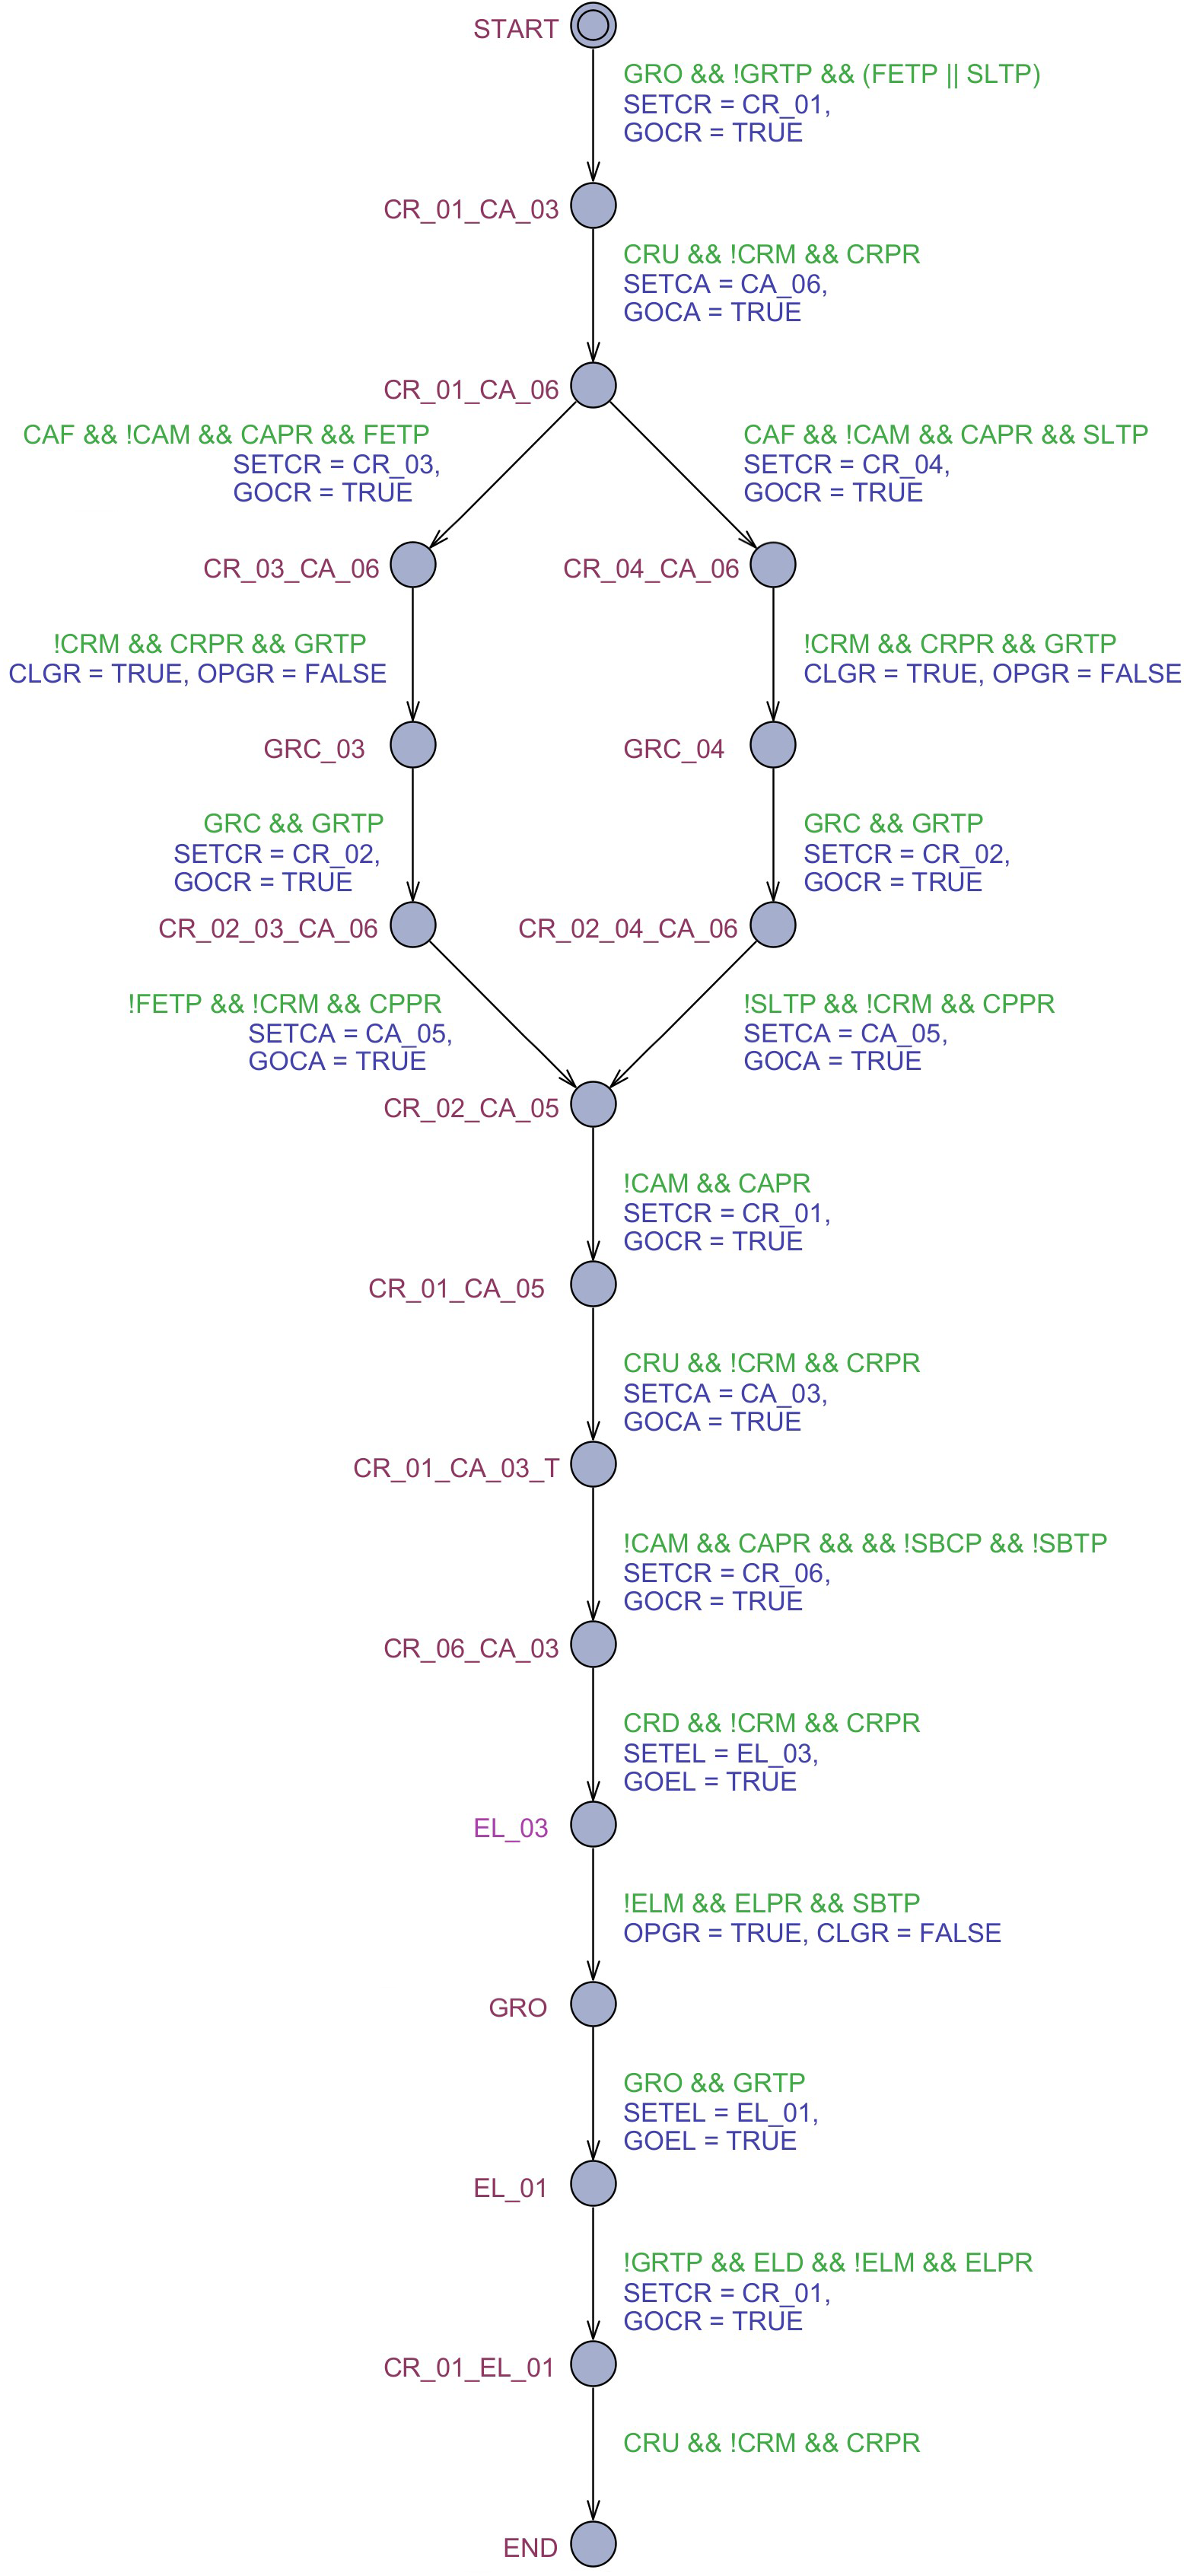 START
GRO && !GRTP && (FETP || SLTP)
SETCR = CR_01,
GOCR = TRUE
CR_01_CA_03
CRU && !CRM && CRPR
SETCA = CA_06,
GOCA = TRUE
CR_01_CA_06
CAF && !CAM && CAPR && FETP
SETCR = CR_03,
GOCR = TRUE
CAF && !CAM && CAPR && SLTP
SETCR = CR_04,
GOCR = TRUE
CR_03_CA_06
CR_04_CA_06
!CRM && CRPR && GRTP
CLGR = TRUE, OPGR = FALSE
!CRM && CRPR && GRTP
CLGR = TRUE, OPGR = FALSE
GRC_03
GRC_04
GRC && GRTP
SETCR = CR_02,
GOCR = TRUE
GRC && GRTP
SETCR = CR_02,
GOCR = TRUE
CR_02_03_CA_06
CR_02_04_CA_06
!FETP && !CRM && CPPR
SETCA = CA_05,
GOCA = TRUE
!SLTP && !CRM && CPPR
SETCA = CA_05,
GOCA = TRUE
CR_02_CA_05
!CAM && CAPR
SETCR = CR_01,
GOCR = TRUE
CR_01_CA_05
CRU && !CRM && CRPR
SETCA = CA_03,
GOCA = TRUE
CR_01_CA_03_T
!CAM && CAPR && && !SBCP && !SBTP
SETCR = CR_06,
GOCR = TRUE
CR_06_CA_03
CRD && !CRM && CRPR
SETEL = EL_03,
GOEL = TRUE
EL_03
!ELM && ELPR && SBTP
OPGR = TRUE, CLGR = FALSE
GRO
GRO && GRTP
SETEL = EL_01,
GOEL = TRUE
EL_01
!GRTP && ELD && !ELM && ELPR
SETCR = CR_01,
GOCR = TRUE
CR_01_EL_01
CRU && !CRM && CRPR
END